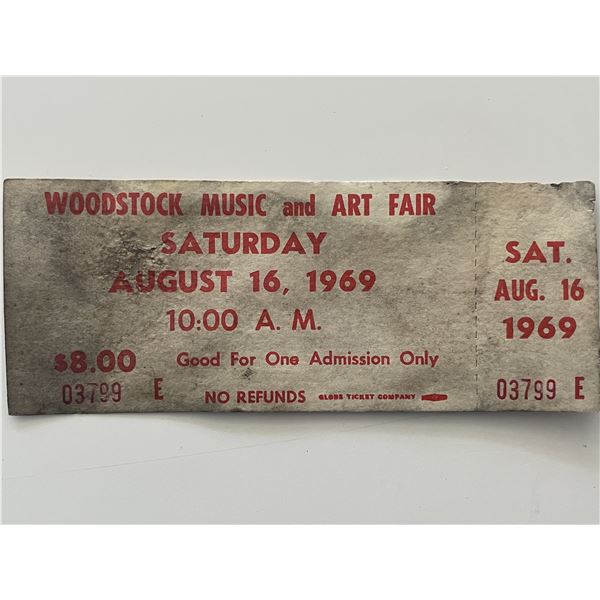 WOODSTOCK MUSIC and ART FAIR
SATURDAY
AUGUST 16, 1969
10:00 A. M.
$8.00 Good For One Admission Only
03799 E NO REFUNDS GLOBE TICKET COMPANY
SAT.
AUG. 16
1969
03799 E